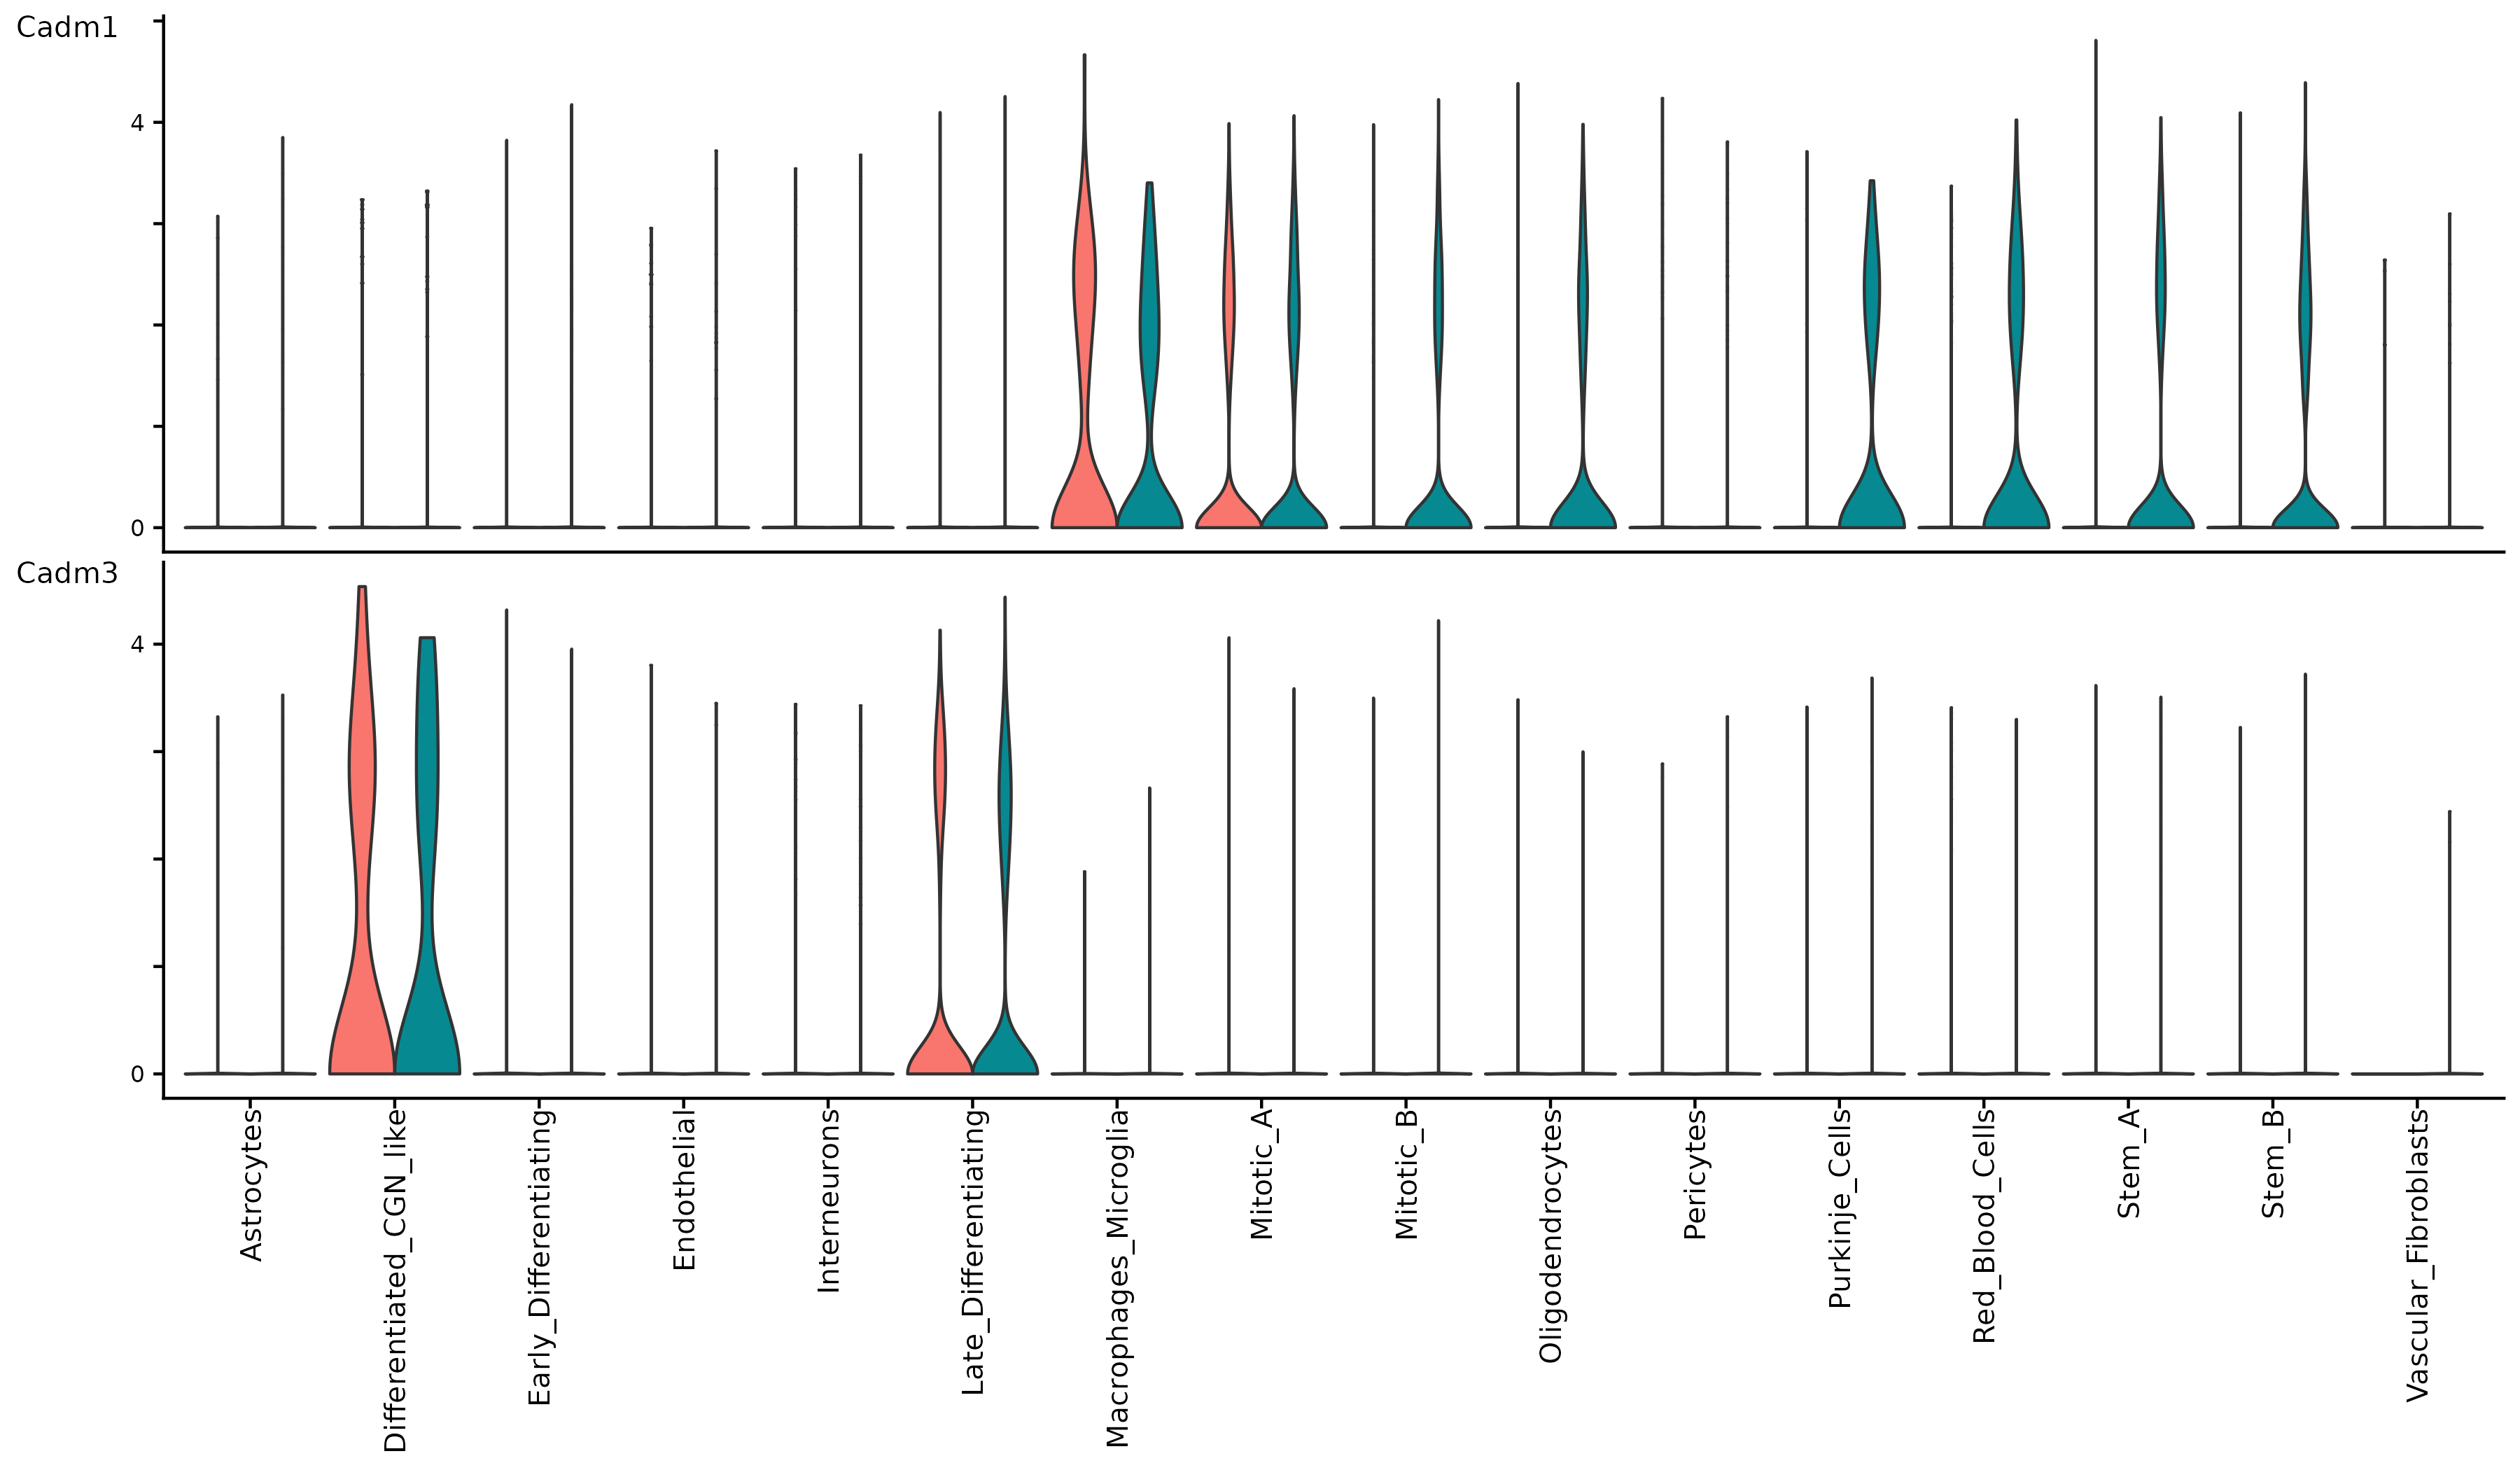 Cadm1
4
0
Cadm3
4
0
Astrocytes
Differentiated_CGN_like
Early_Differentiating
Endothelial
Interneurons
Late_Differentiating
Macrophages_Microglia
Mitotic_A
Mitotic_B
Oligodendrocytes
Pericytes
Purkinje_Cells
Red_Blood_Cells
Stem_A
Stem_B
Vascular_Fibroblasts